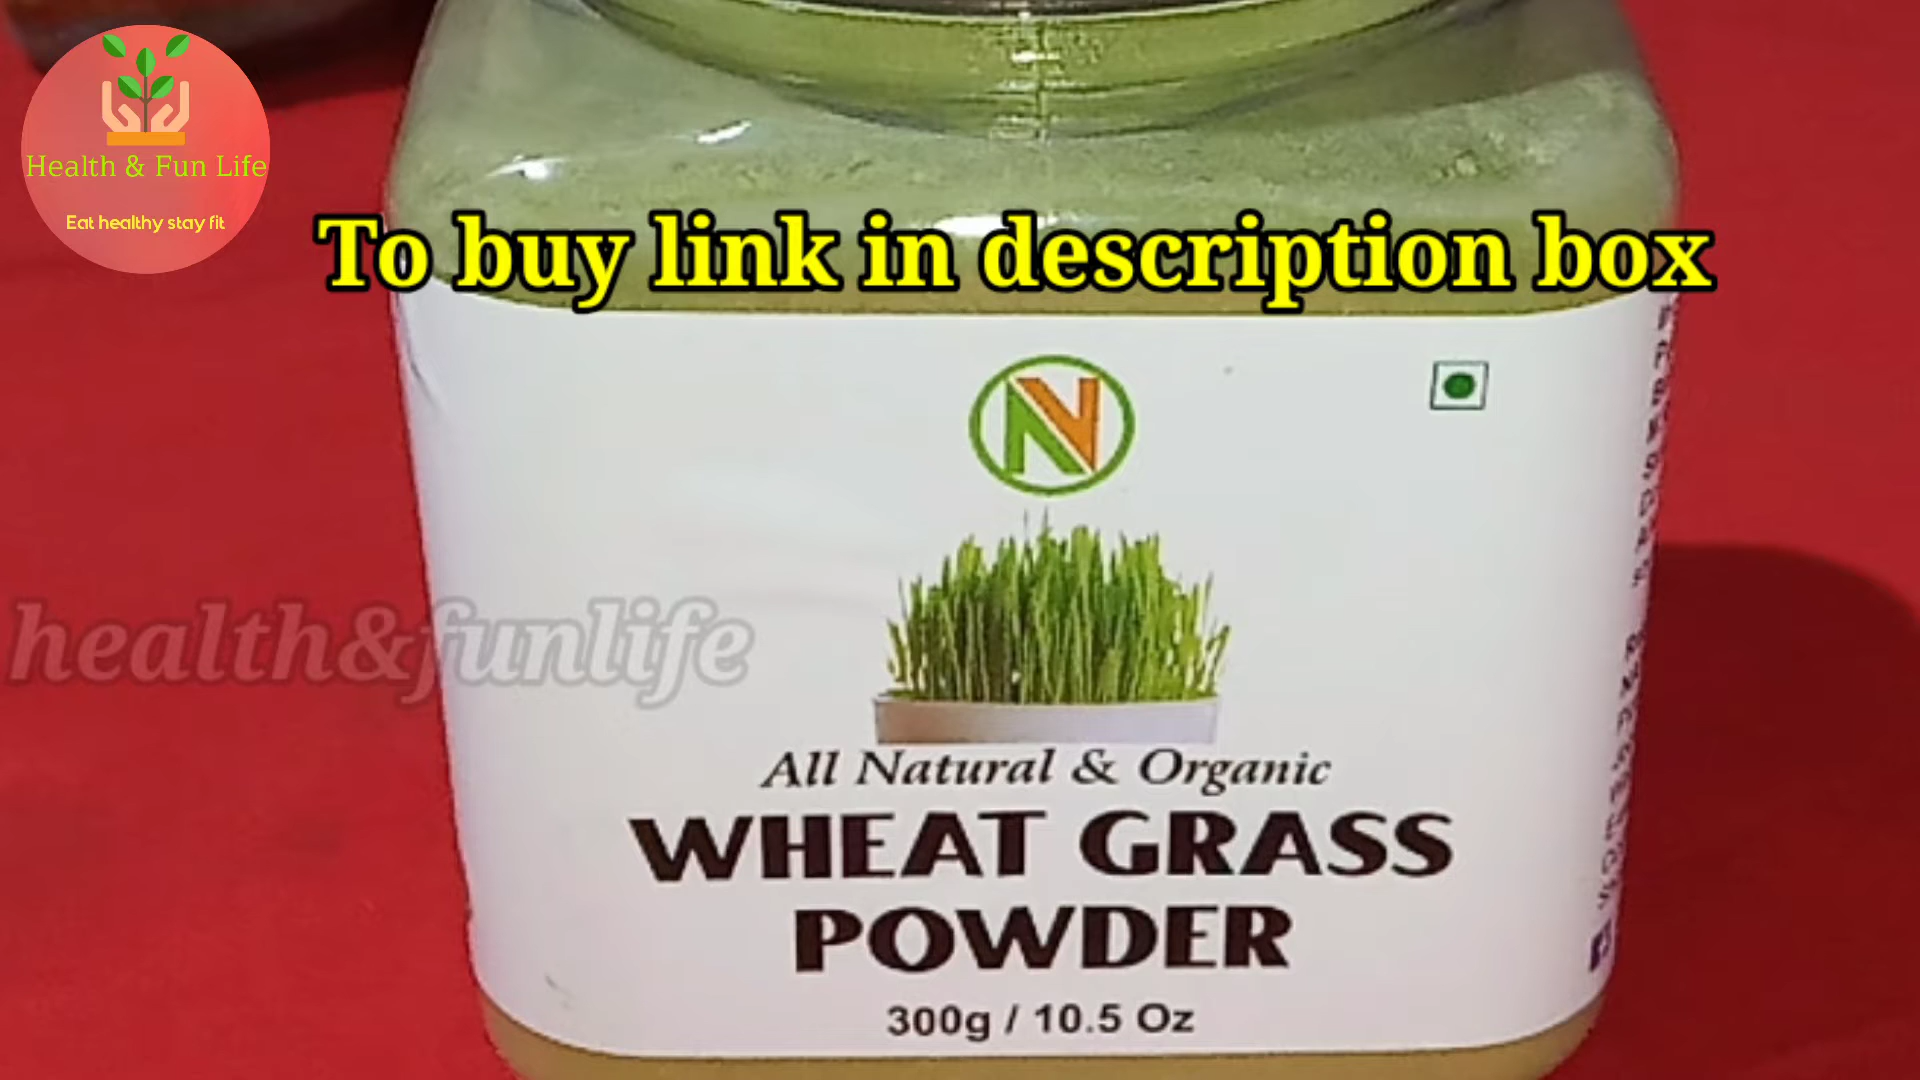 Health & Fun Life
Eat healthy stay fit
To buy link in description box
N
health&funlife
All Natural & Organic
WHEAT GRASS
POWDER
300g / 10.5 Oz